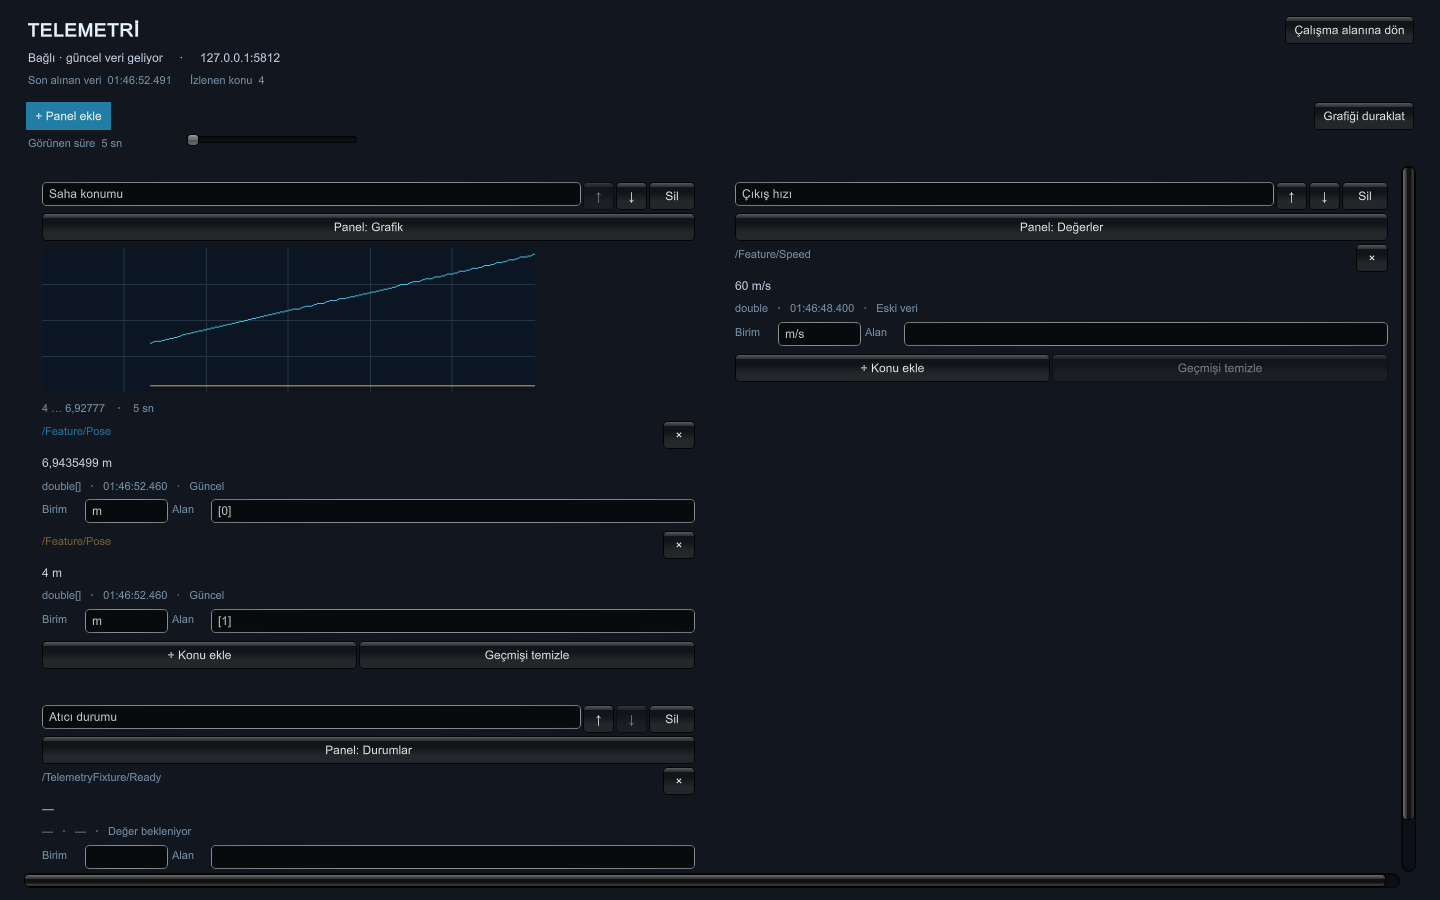 TELEMETRİ
Çalışma alanına dön
Bağlı · güncel veri geliyor · 127.0.0.1:5812
Son alınan veri 01:46:52.491 İzlenen konu 4
+ Panel ekle
Grafiği duraklat
Görünen süre 5 sn
Saha konumu ↑ ↓ Sil
Panel: Grafik
4 … 6,92777 · 5 sn
/Feature/Pose ×
6,9435499 m
double[] · 01:46:52.460 · Güncel
Birim m Alan [0]
/Feature/Pose ×
4 m
double[] · 01:46:52.460 · Güncel
Birim m Alan [1]
+ Konu ekle Geçmişi temizle
Atıcı durumu ↑ ↓ Sil
Panel: Durumlar
/TelemetryFixture/Ready ×
—
— · — · Değer bekleniyor
Birim Alan
Çıkış hızı ↑ ↓ Sil
Panel: Değerler
/Feature/Speed ×
60 m/s
double · 01:46:48.400 · Eski veri
Birim m/s Alan
+ Konu ekle Geçmişi temizle